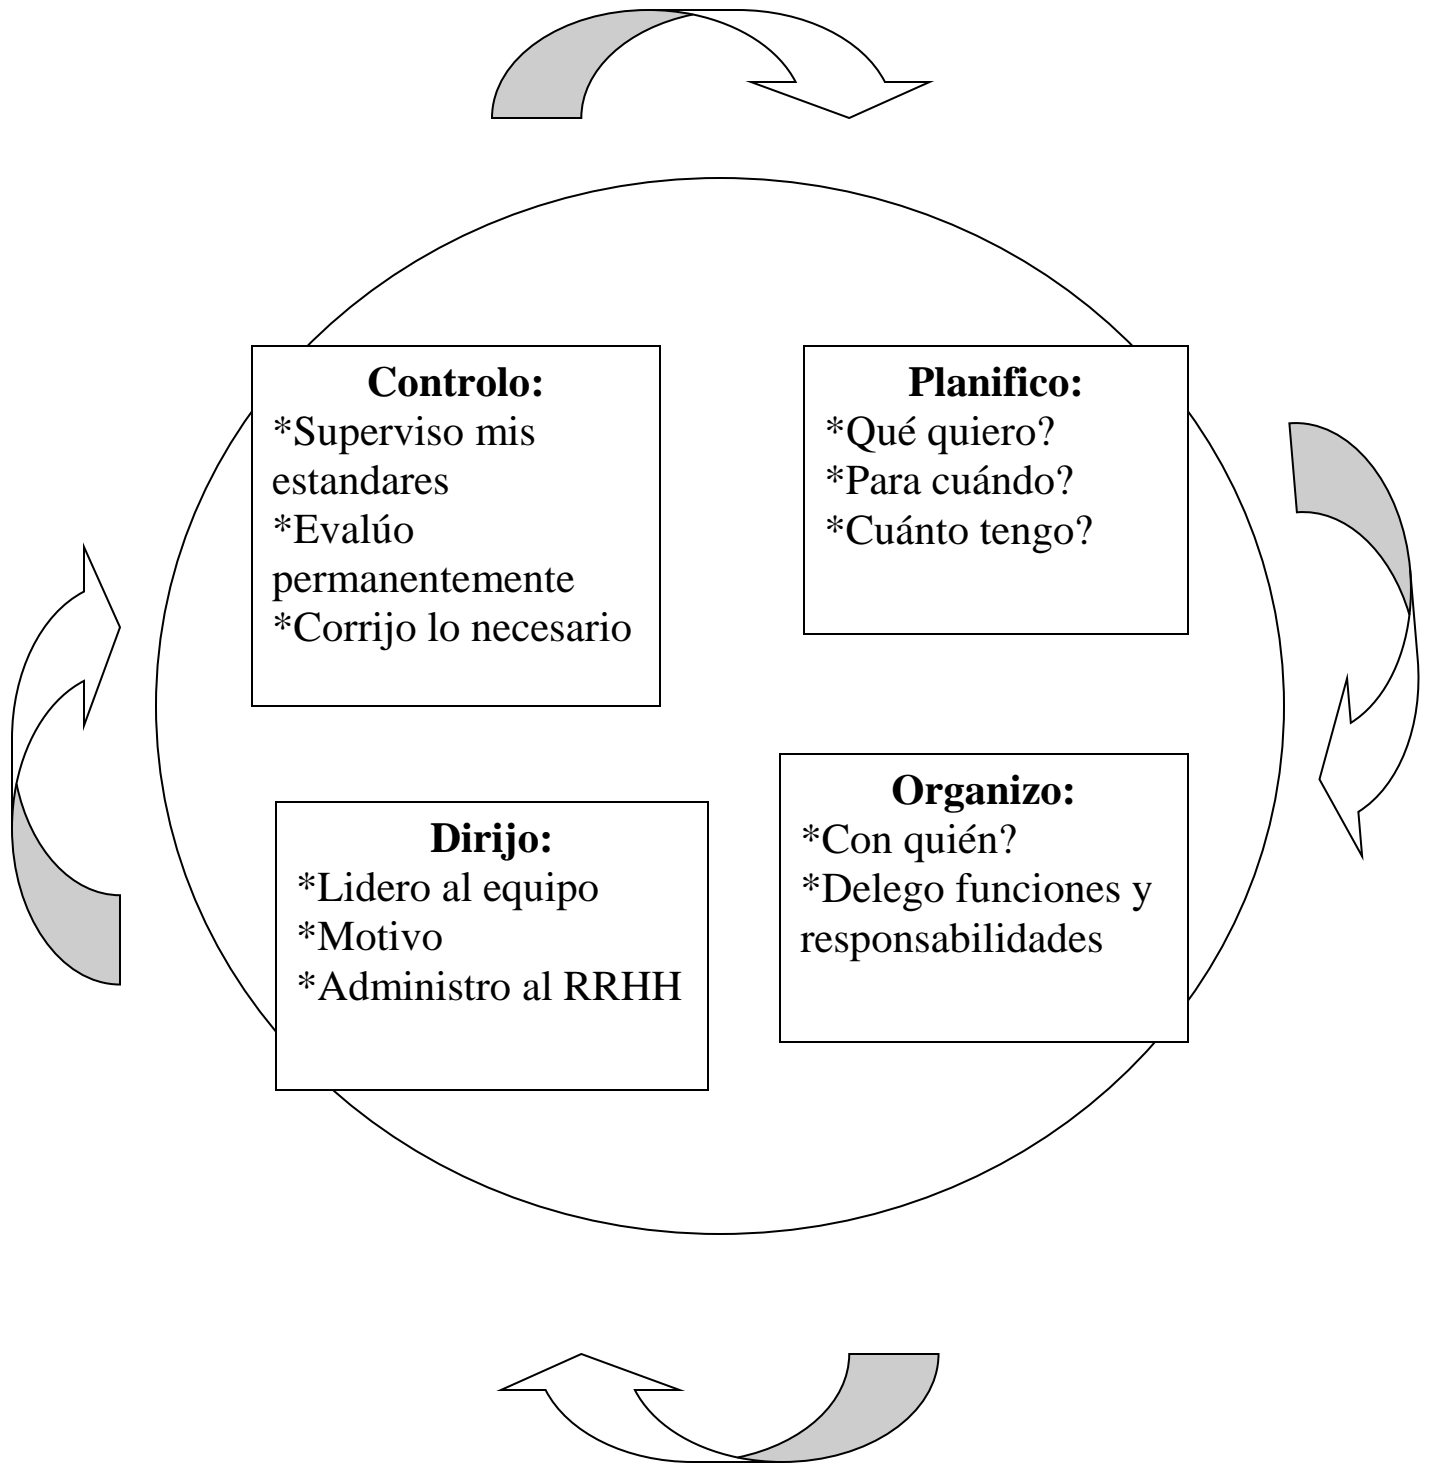 Controlo:
*Superviso mis
estandares
*Evalúo
permanentemente
*Corrijo lo necesario
Planifico:
*Qué quiero?
*Para cuándo?
*Cuánto tengo?
Dirijo:
*Lidero al equipo
*Motivo
*Administro al RRHH
Organizo:
*Con quién?
*Delego funciones y
responsabilidades